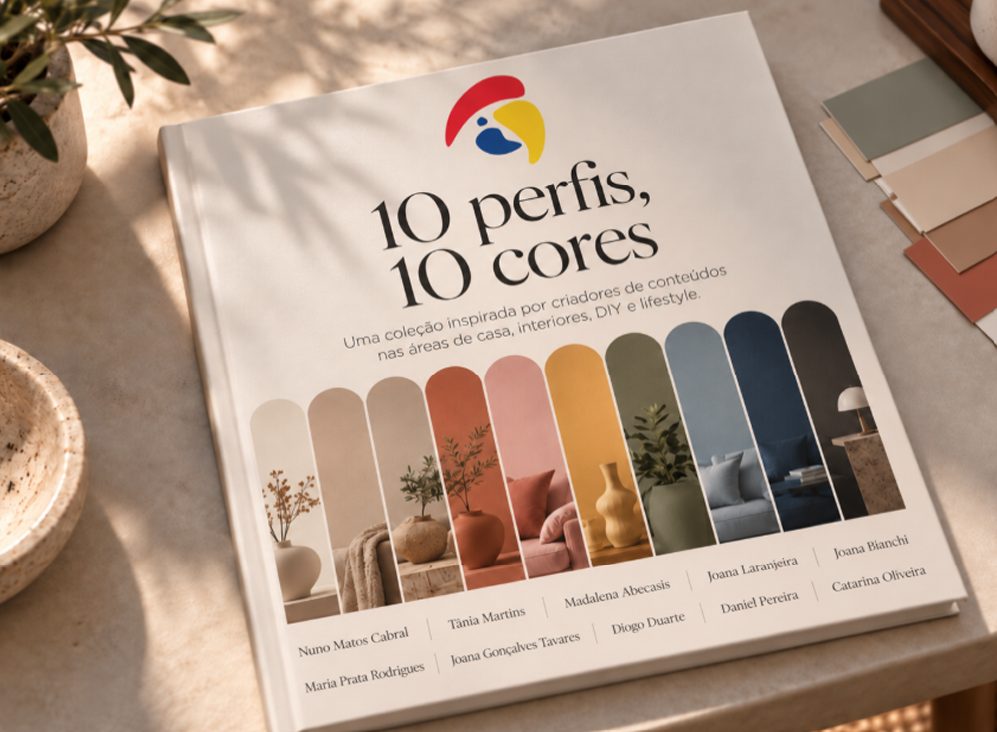 10 perfis,
10 cores
Uma coleção inspirada por criadores de conteúdos
nas áreas de casa, interiores, DIY e lifestyle.
Nuno Matos Cabral | Tânia Martins | Madalena Abecasis | Joana Laranjeira | Joana Bianchi
Maria Prata Rodrigues | Joana Gonçalves Tavares | Diogo Duarte | Daniel Pereira | Catarina Oliveira